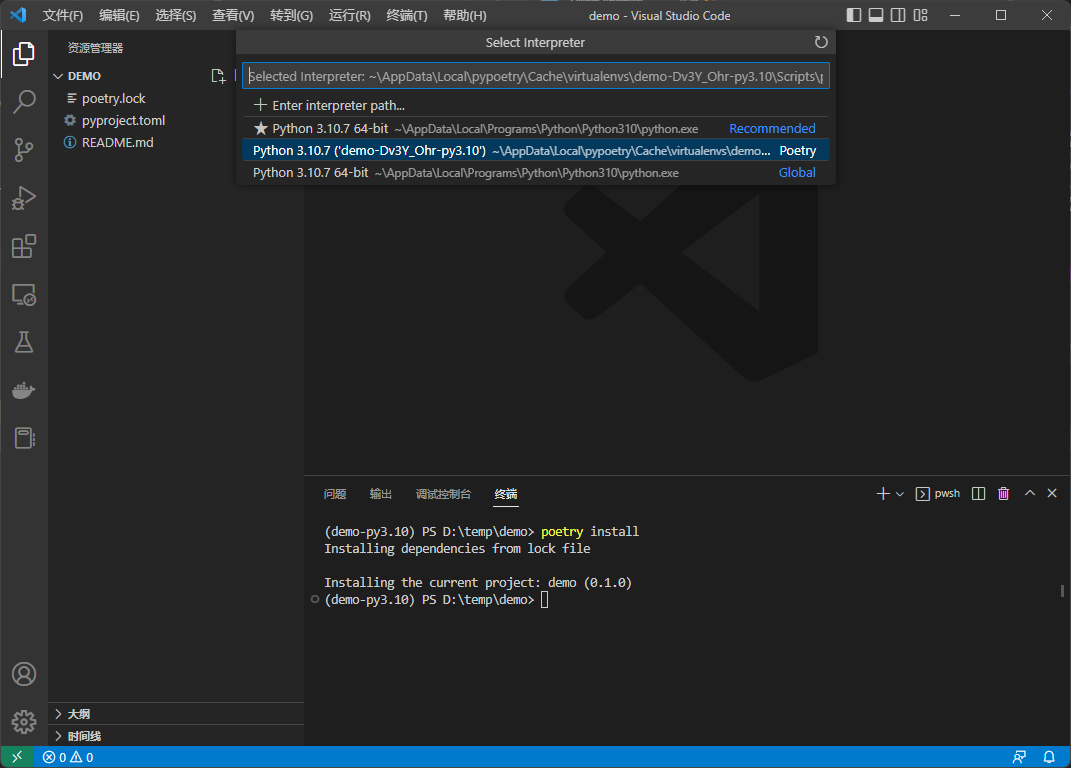 文件(F) 编辑(E) 选择(S) 查看(V) 转到(G) 运行(R) 终端(T) 帮助(H) demo - Visual Studio Code
资源管理器
DEMO
poetry.lock
pyproject.toml
README.md
Select Interpreter
Selected Interpreter: ~\AppData\Local\pypoetry\Cache\virtualenvs\demo-Dv3Y_Ohr-py3.10\Scripts\
Enter interpreter path...
Python 3.10.7 64-bit ~\AppData\Local\Programs\Python\Python310\python.exe Recommended
Python 3.10.7 ('demo-Dv3Y_Ohr-py3.10') ~\AppData\Local\pypoetry\Cache\virtualenvs\demo... Poetry
Python 3.10.7 64-bit ~\AppData\Local\Programs\Python\Python310\python.exe Global
问题 输出 调试控制台 终端 pwsh
(demo-py3.10) PS D:\temp\demo> poetry install
Installing dependencies from lock file
Installing the current project: demo (0.1.0)
(demo-py3.10) PS D:\temp\demo>
大纲
时间线
0 0